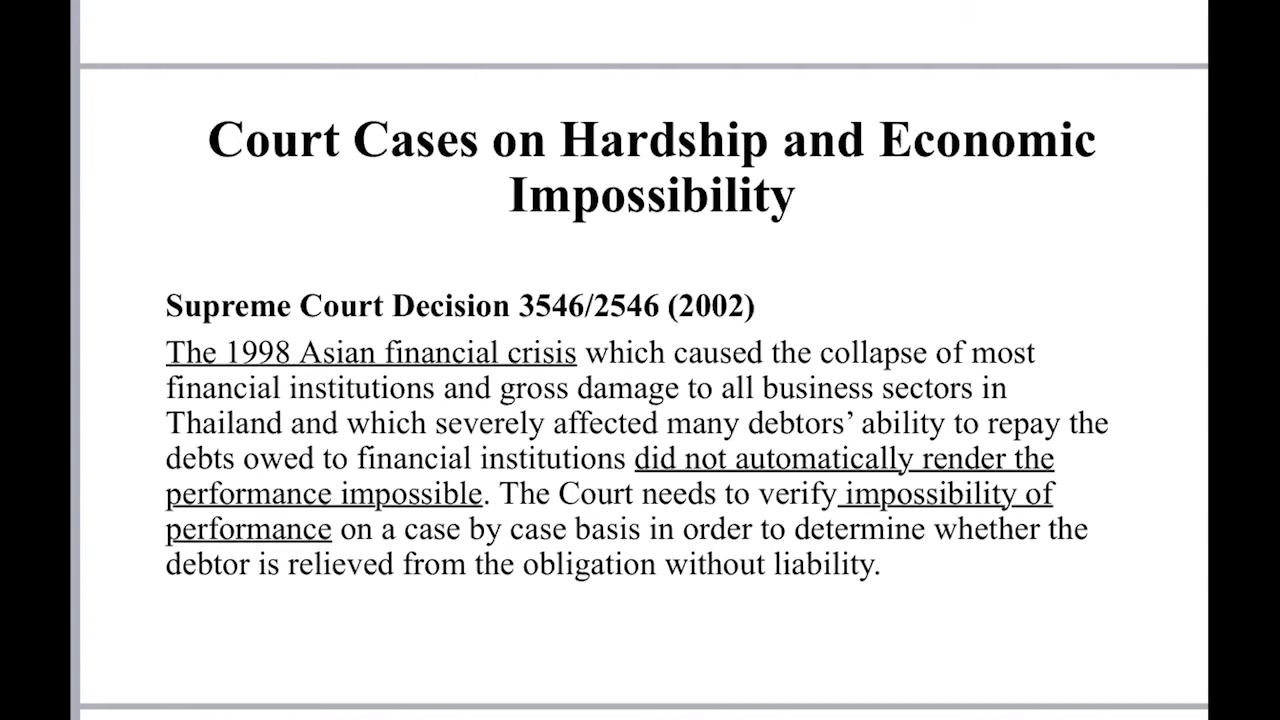 Court Cases on Hardship and Economic
Impossibility
Supreme Court Decision 3546/2546 (2002)
The 1998 Asian financial crisis which caused the collapse of most
financial institutions and gross damage to all business sectors in
Thailand and which severely affected many debtors’ ability to repay the
debts owed to financial institutions did not automatically render the
performance impossible. The Court needs to verify impossibility of
performance on a case by case basis in order to determine whether the
debtor is relieved from the obligation without liability.